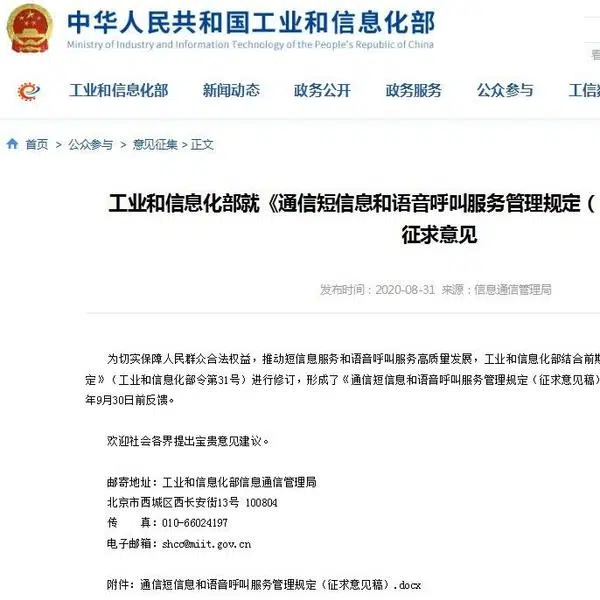 中华人民共和国工业和信息化部
Ministry of Industry and Information Technology of the People's Republic of China
工业和信息化部 新闻动态 政务公开 政务服务 公众参与 工信
首页 > 公众参与 > 意见征集 > 正文
工业和信息化部就《通信短信息和语音呼叫服务管理规定（
征求意见
发布时间：2020-08-31 来源：信息通信管理局
为切实保障人民群众合法权益，推动短信息服务和语音呼叫服务高质量发展，工业和信息化部结合前期
定》（工业和信息化部令第31号）进行修订，形成了《通信短信息和语音呼叫服务管理规定（征求意见稿）
年9月30日前反馈。
欢迎社会各界提出宝贵意见建议。
邮寄地址：工业和信息化部信息通信管理局
北京市西城区西长安街13号 100804
传　　真：010-66024197
电子邮箱：shcc@miit.gov.cn
附件：通信短信息和语音呼叫服务管理规定（征求意见稿）.docx